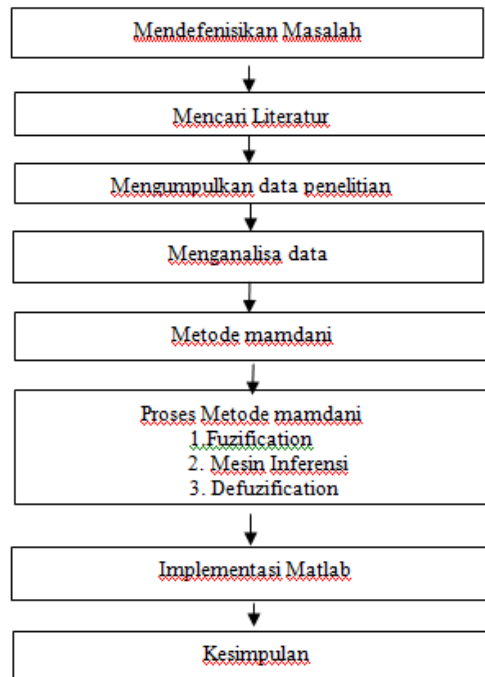 Mendefenisikan Masalah
Mencari Literatur
Mengumpulkan data penelitian
Menganalisa data
Metode mamdani
Proses Metode mamdani
1.Fuzification
2. Mesin Inferensi
3. Defuzification
Implementasi Matlab
Kesimpulan